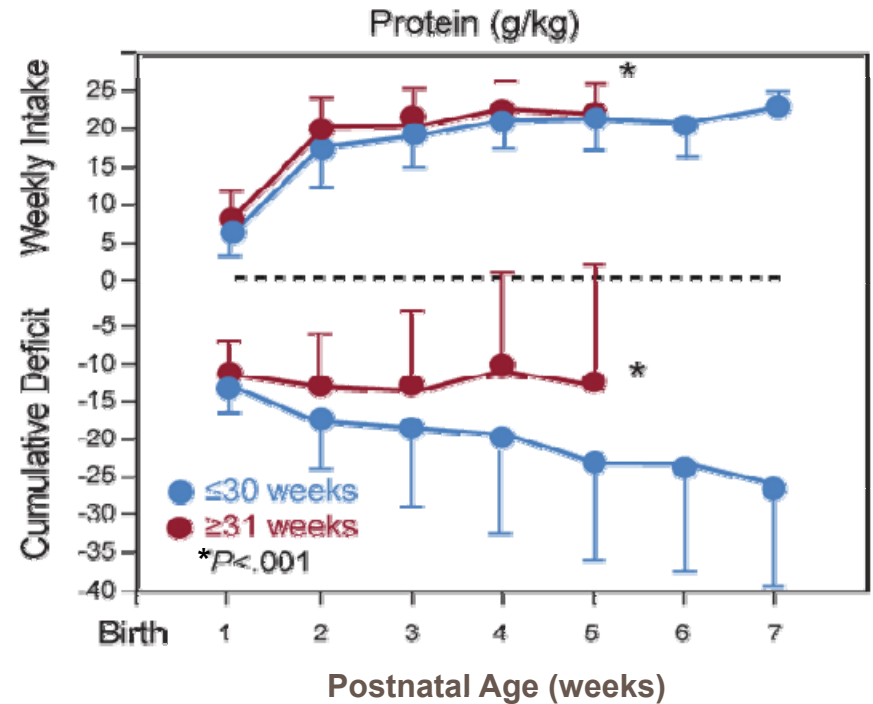 Protein (g/kg)
Weekly Intake
25
20
15
10
5
0
*
Cumulative Deficit
-5
-10
-15
-20
-25
-30
-35
-40
*
≤30 weeks
≥31 weeks
*P<.001
Birth 1 2 3 4 5 6 7
Postnatal Age (weeks)